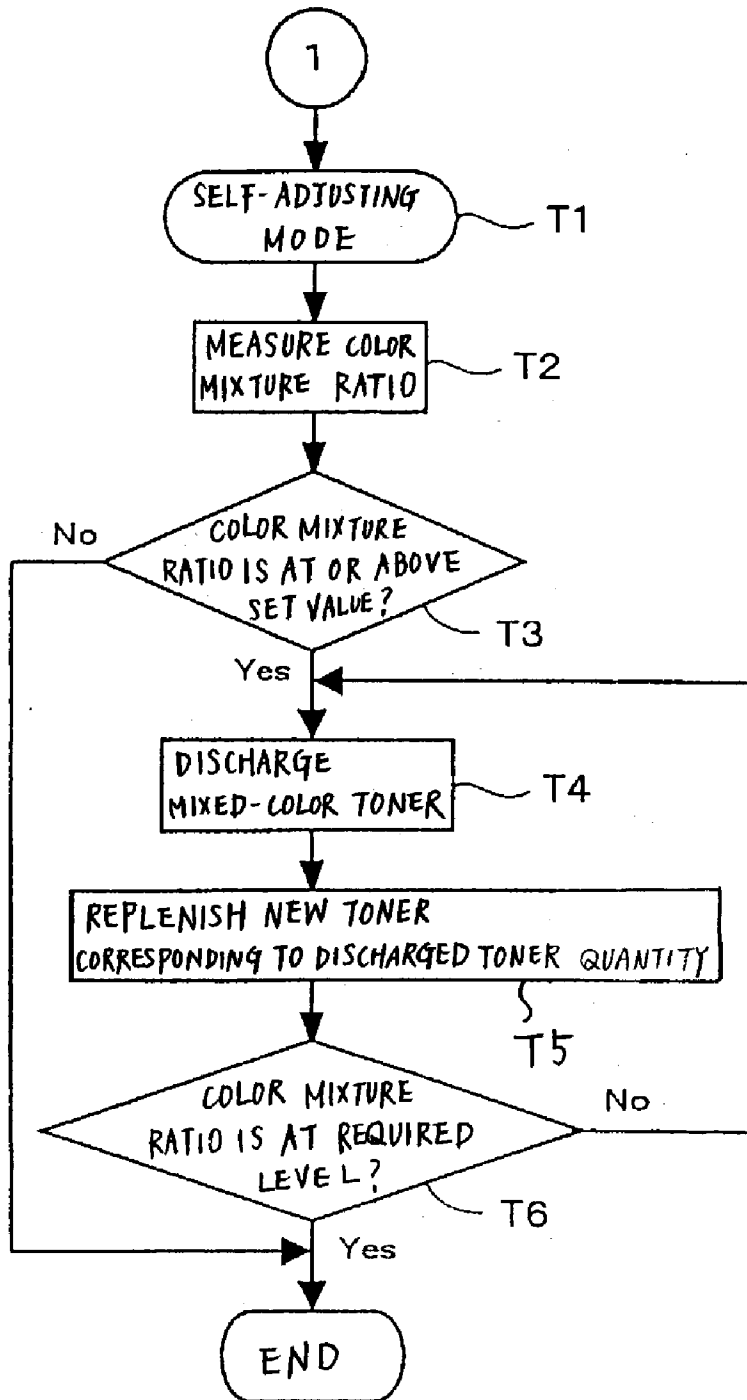 1
SELF-ADJUSTING
MODE
T1
MEASURE COLOR
MIXTURE RATIO
T2
No
COLOR MIXTURE
RATIO IS AT OR ABOVE
SET VALUE?
T3
Yes
DISCHARGE
MIXED-COLOR TONER
T4
REPLENISH NEW TONER
CORRESPONDING TO DISCHARGED TONER QUANTITY
T5
COLOR MIXTURE
RATIO IS AT REQUIRED
LEVEL?
No
T6
Yes
END